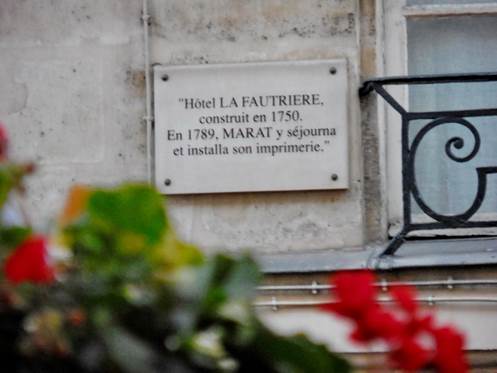 "Hôtel LA FAUTRIERE,
construit en 1750.
En 1789, MARAT y séjourna
et installa son imprimerie."